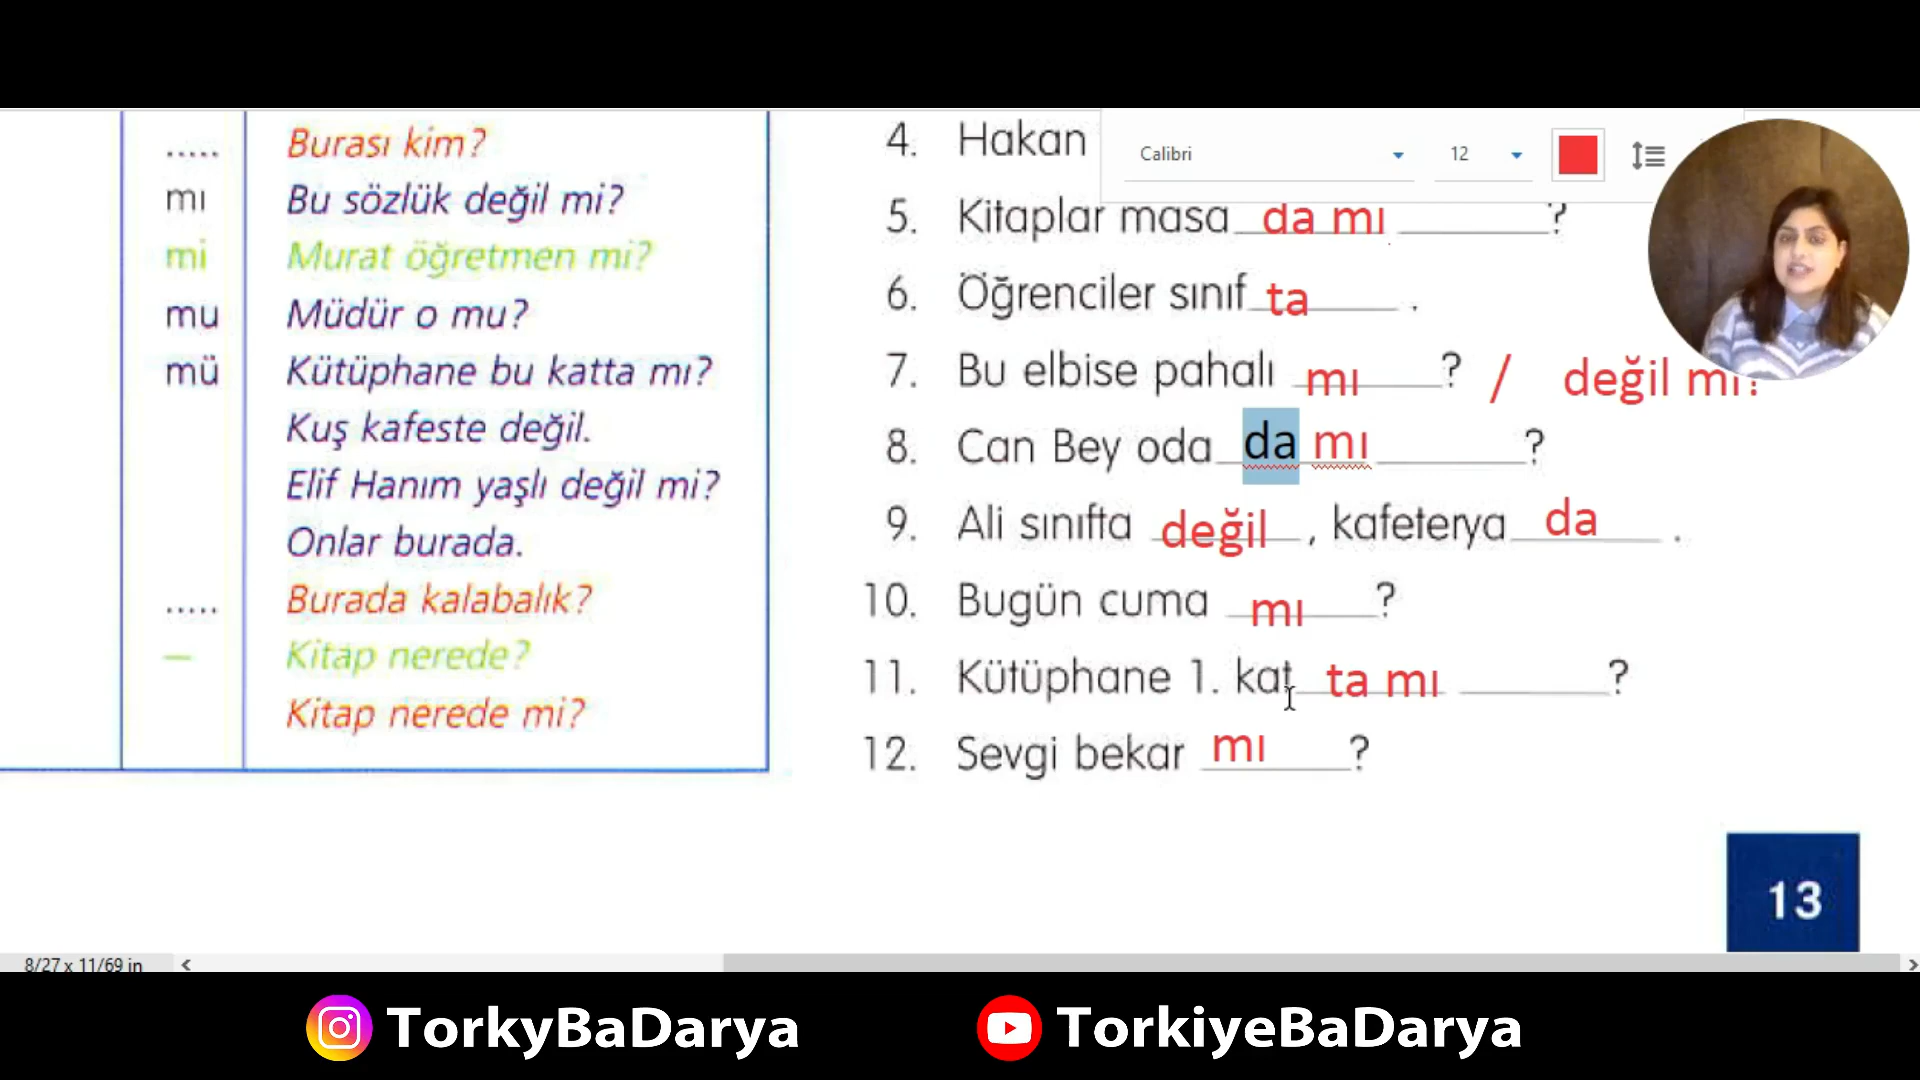 ..... Burası kim?
mı Bu sözlük değil mi?
mi Murat öğretmen mi?
mu Müdür o mu?
mü Kütüphane bu katta mı?
Kuş kafeste değil.
Elif Hanım yaşlı değil mi?
Onlar burada.
..... Burada kalabalık?
— Kitap nerede?
Kitap nerede mi?
Calibri 12
4. Hakan
5. Kitaplar masa da mı ?
6. Öğrenciler sınıf ta .
7. Bu elbise pahalı mı ? / değil mi?
8. Can Bey oda da mı ?
9. Ali sınıfta değil , kafeterya da .
10. Bugün cuma mı ?
11. Kütüphane 1. kat ta mı ?
12. Sevgi bekar mı ?
13
8/27 x 11/69 in
TorkyBaDarya TorkiyeBaDarya